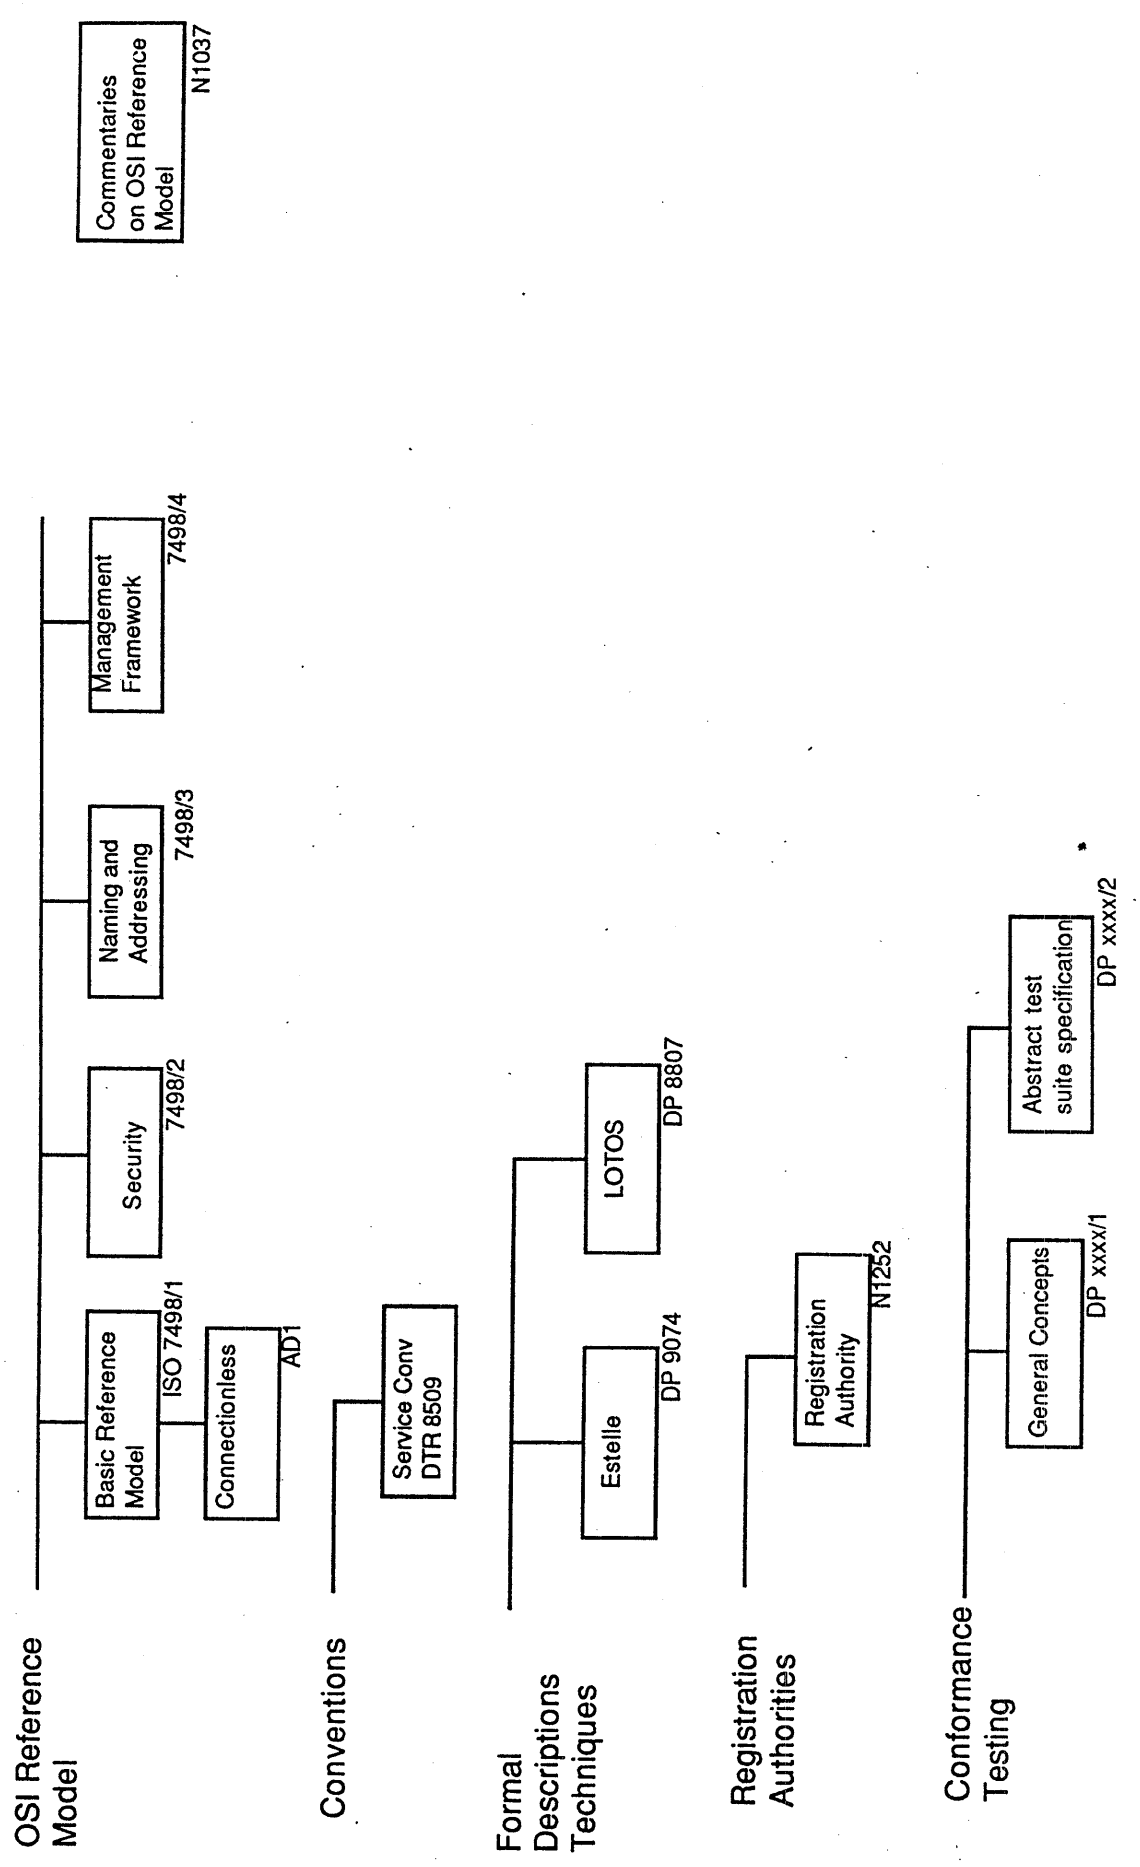 OSI Reference
Model
Basic Reference
Model
ISO 7498/1
Connectionless
AD1
Security
7498/2
Naming and
Addressing
7498/3
Management
Framework
7498/4
Commentaries
on OSI Reference
Model
N1037
Conventions
Service Conv
DTR 8509
Formal
Descriptions
Techniques
Estelle
DP 9074
LOTOS
DP 8807
Registration
Authorities
Registration
Authority
N1252
Conformance
Testing
General Concepts
DP xxxx/1
Abstract test
suite specification
DP xxxx/2